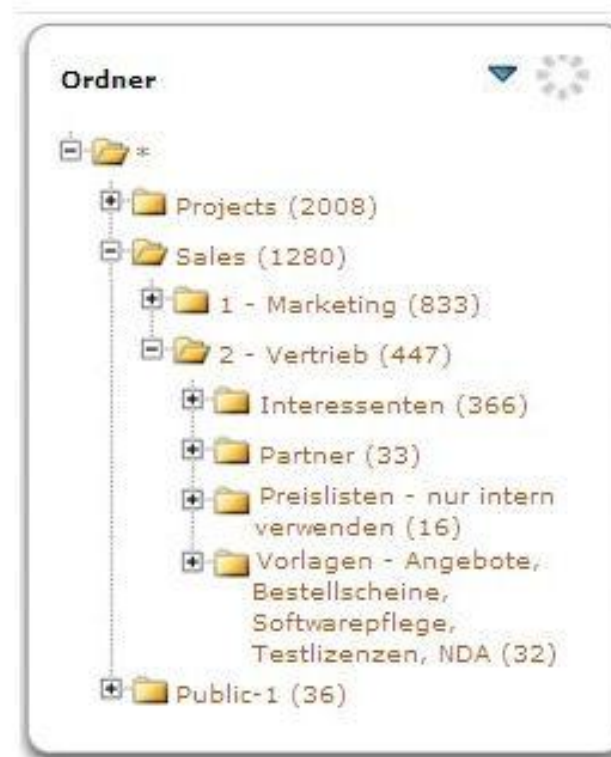 Ordner
*
Projects (2008)
Sales (1280)
1 - Marketing (833)
2 - Vertrieb (447)
Interessenten (366)
Partner (33)
Preislisten - nur intern
verwenden (16)
Vorlagen - Angebote,
Bestellscheine,
Softwarepflege,
Testlizenzen, NDA (32)
Public-1 (36)